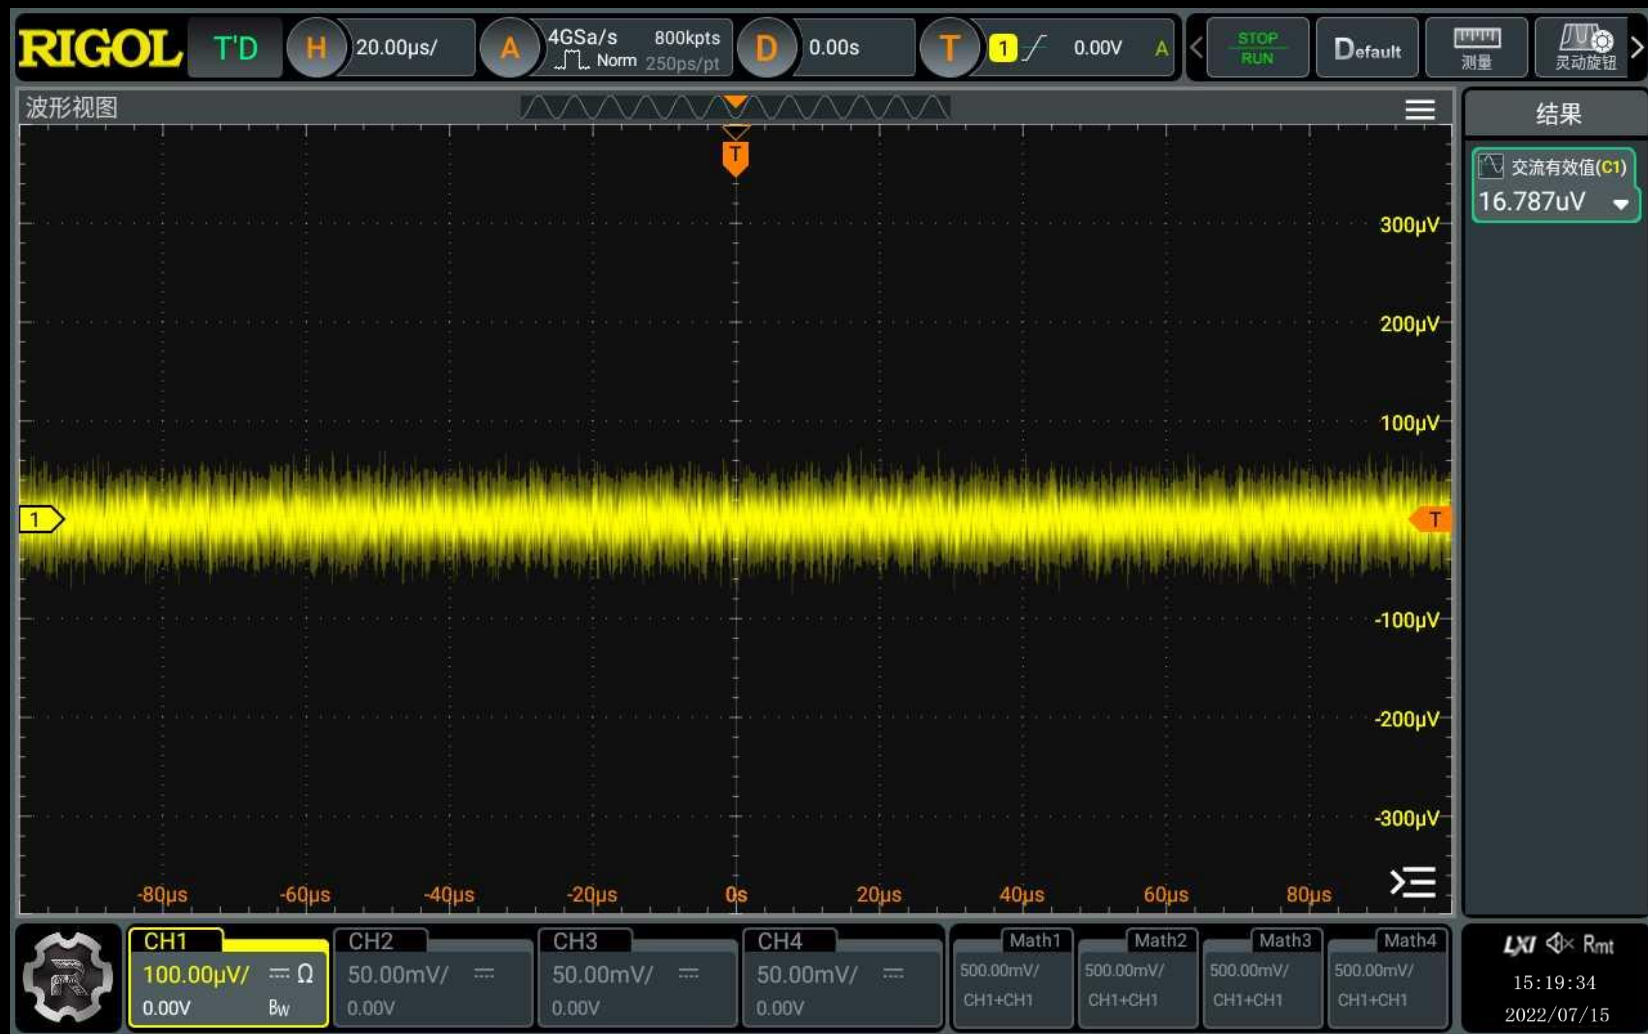 RIGOL T'D H 20.00μs/ A 4GSa/s 800kpts D 0.00s T 1 0.00V A STOP Default 测量 灵动旋钮
Norm 250ps/pt RUN
波形视图 结果
T
交流有效值(C1)
16.787uV
300μV
200μV
100μV
1 T
-100μV
-200μV
-300μV
-80μs -60μs -40μs -20μs 0s 20μs 40μs 60μs 80μs
CH1 CH2 CH3 CH4 Math1 Math2 Math3 Math4 LXI Rmt
100.00μV/ Ω 50.00mV/ 50.00mV/ 50.00mV/ 500.00mV/ 500.00mV/ 500.00mV/ 500.00mV/ 15:19:34
0.00V BW 0.00V 0.00V 0.00V CH1+CH1 CH1+CH1 CH1+CH1 CH1+CH1 2022/07/15
R